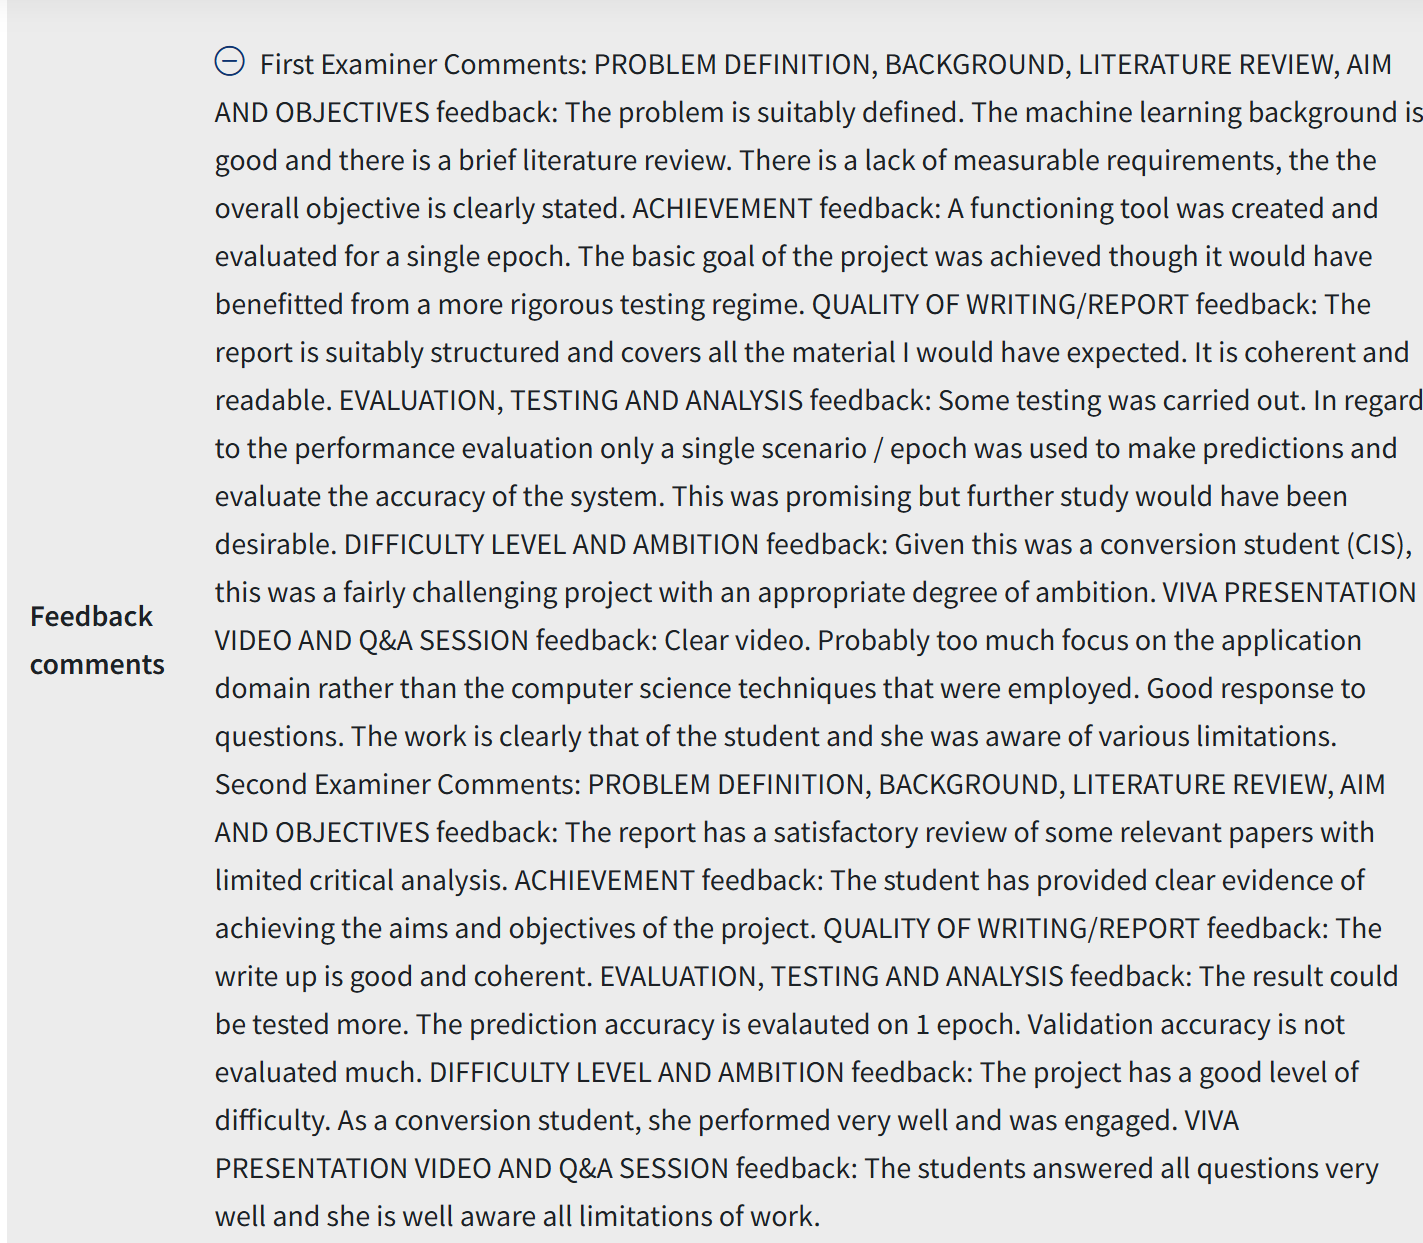 First Examiner Comments: PROBLEM DEFINITION, BACKGROUND, LITERATURE REVIEW, AIM
AND OBJECTIVES feedback: The problem is suitably defined. The machine learning background is
good and there is a brief literature review. There is a lack of measurable requirements, the the
overall objective is clearly stated. ACHIEVEMENT feedback: A functioning tool was created and
evaluated for a single epoch. The basic goal of the project was achieved though it would have
benefitted from a more rigorous testing regime. QUALITY OF WRITING/REPORT feedback: The
report is suitably structured and covers all the material I would have expected. It is coherent and
readable. EVALUATION, TESTING AND ANALYSIS feedback: Some testing was carried out. In regard
to the performance evaluation only a single scenario / epoch was used to make predictions and
evaluate the accuracy of the system. This was promising but further study would have been
desirable. DIFFICULTY LEVEL AND AMBITION feedback: Given this was a conversion student (CIS),
this was a fairly challenging project with an appropriate degree of ambition. VIVA PRESENTATION
VIDEO AND Q&A SESSION feedback: Clear video. Probably too much focus on the application
domain rather than the computer science techniques that were employed. Good response to
questions. The work is clearly that of the student and she was aware of various limitations.
Second Examiner Comments: PROBLEM DEFINITION, BACKGROUND, LITERATURE REVIEW, AIM
AND OBJECTIVES feedback: The report has a satisfactory review of some relevant papers with
limited critical analysis. ACHIEVEMENT feedback: The student has provided clear evidence of
achieving the aims and objectives of the project. QUALITY OF WRITING/REPORT feedback: The
write up is good and coherent. EVALUATION, TESTING AND ANALYSIS feedback: The result could
be tested more. The prediction accuracy is evalauted on 1 epoch. Validation accuracy is not
evaluated much. DIFFICULTY LEVEL AND AMBITION feedback: The project has a good level of
difficulty. As a conversion student, she performed very well and was engaged. VIVA
PRESENTATION VIDEO AND Q&A SESSION feedback: The students answered all questions very
well and she is well aware all limitations of work.
Feedback
comments